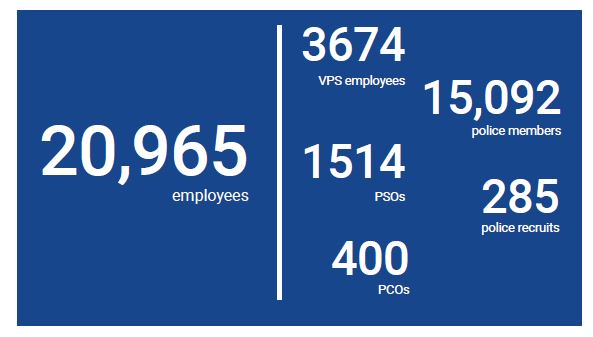 20,965
employees
3674
VPS employees
15,092
police members
1514
PSOs
285
police recruits
400
PCOs